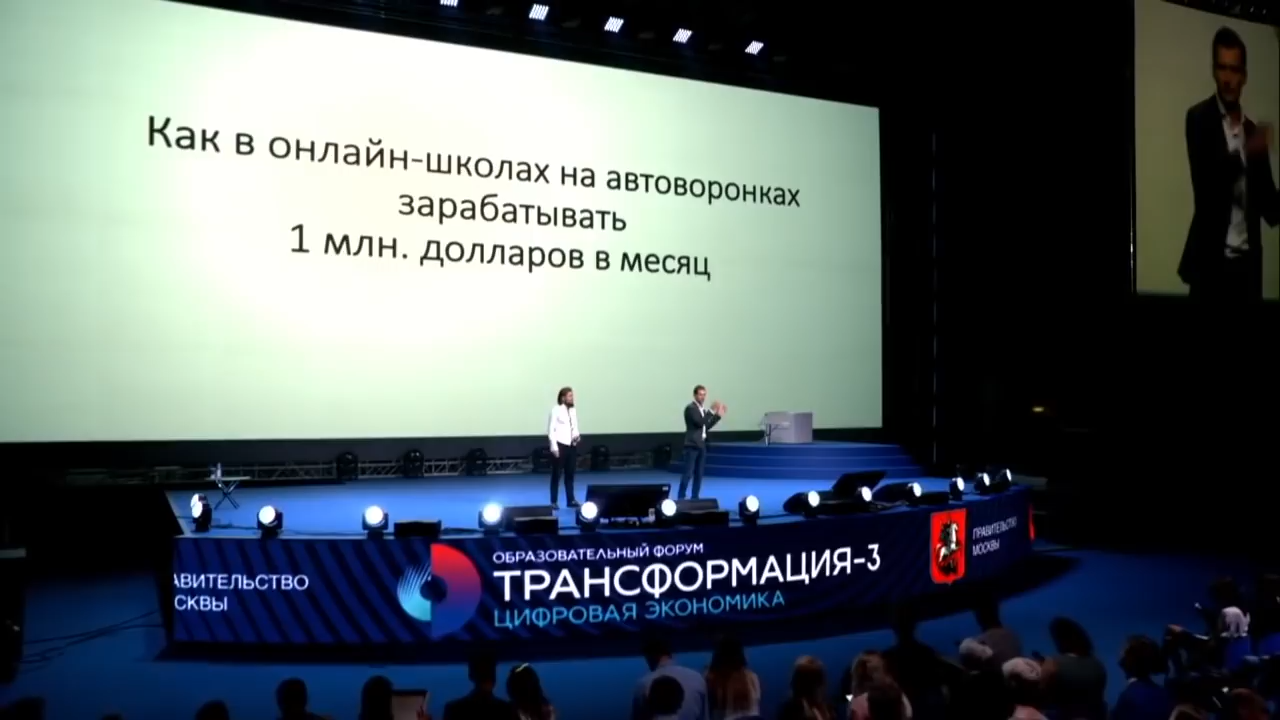 Как в онлайн-школах на автоворонках
зарабатывать
1 млн. долларов в месяц
АВИТЕЛЬСТВО
СКВЫ
ОБРАЗОВАТЕЛЬНЫЙ ФОРУМ
ТРАНСФОРМАЦИЯ-3
ЦИФРОВАЯ ЭКОНОМИКА
ПРАВИТЕЛЬСТВО
МОСКВЫ